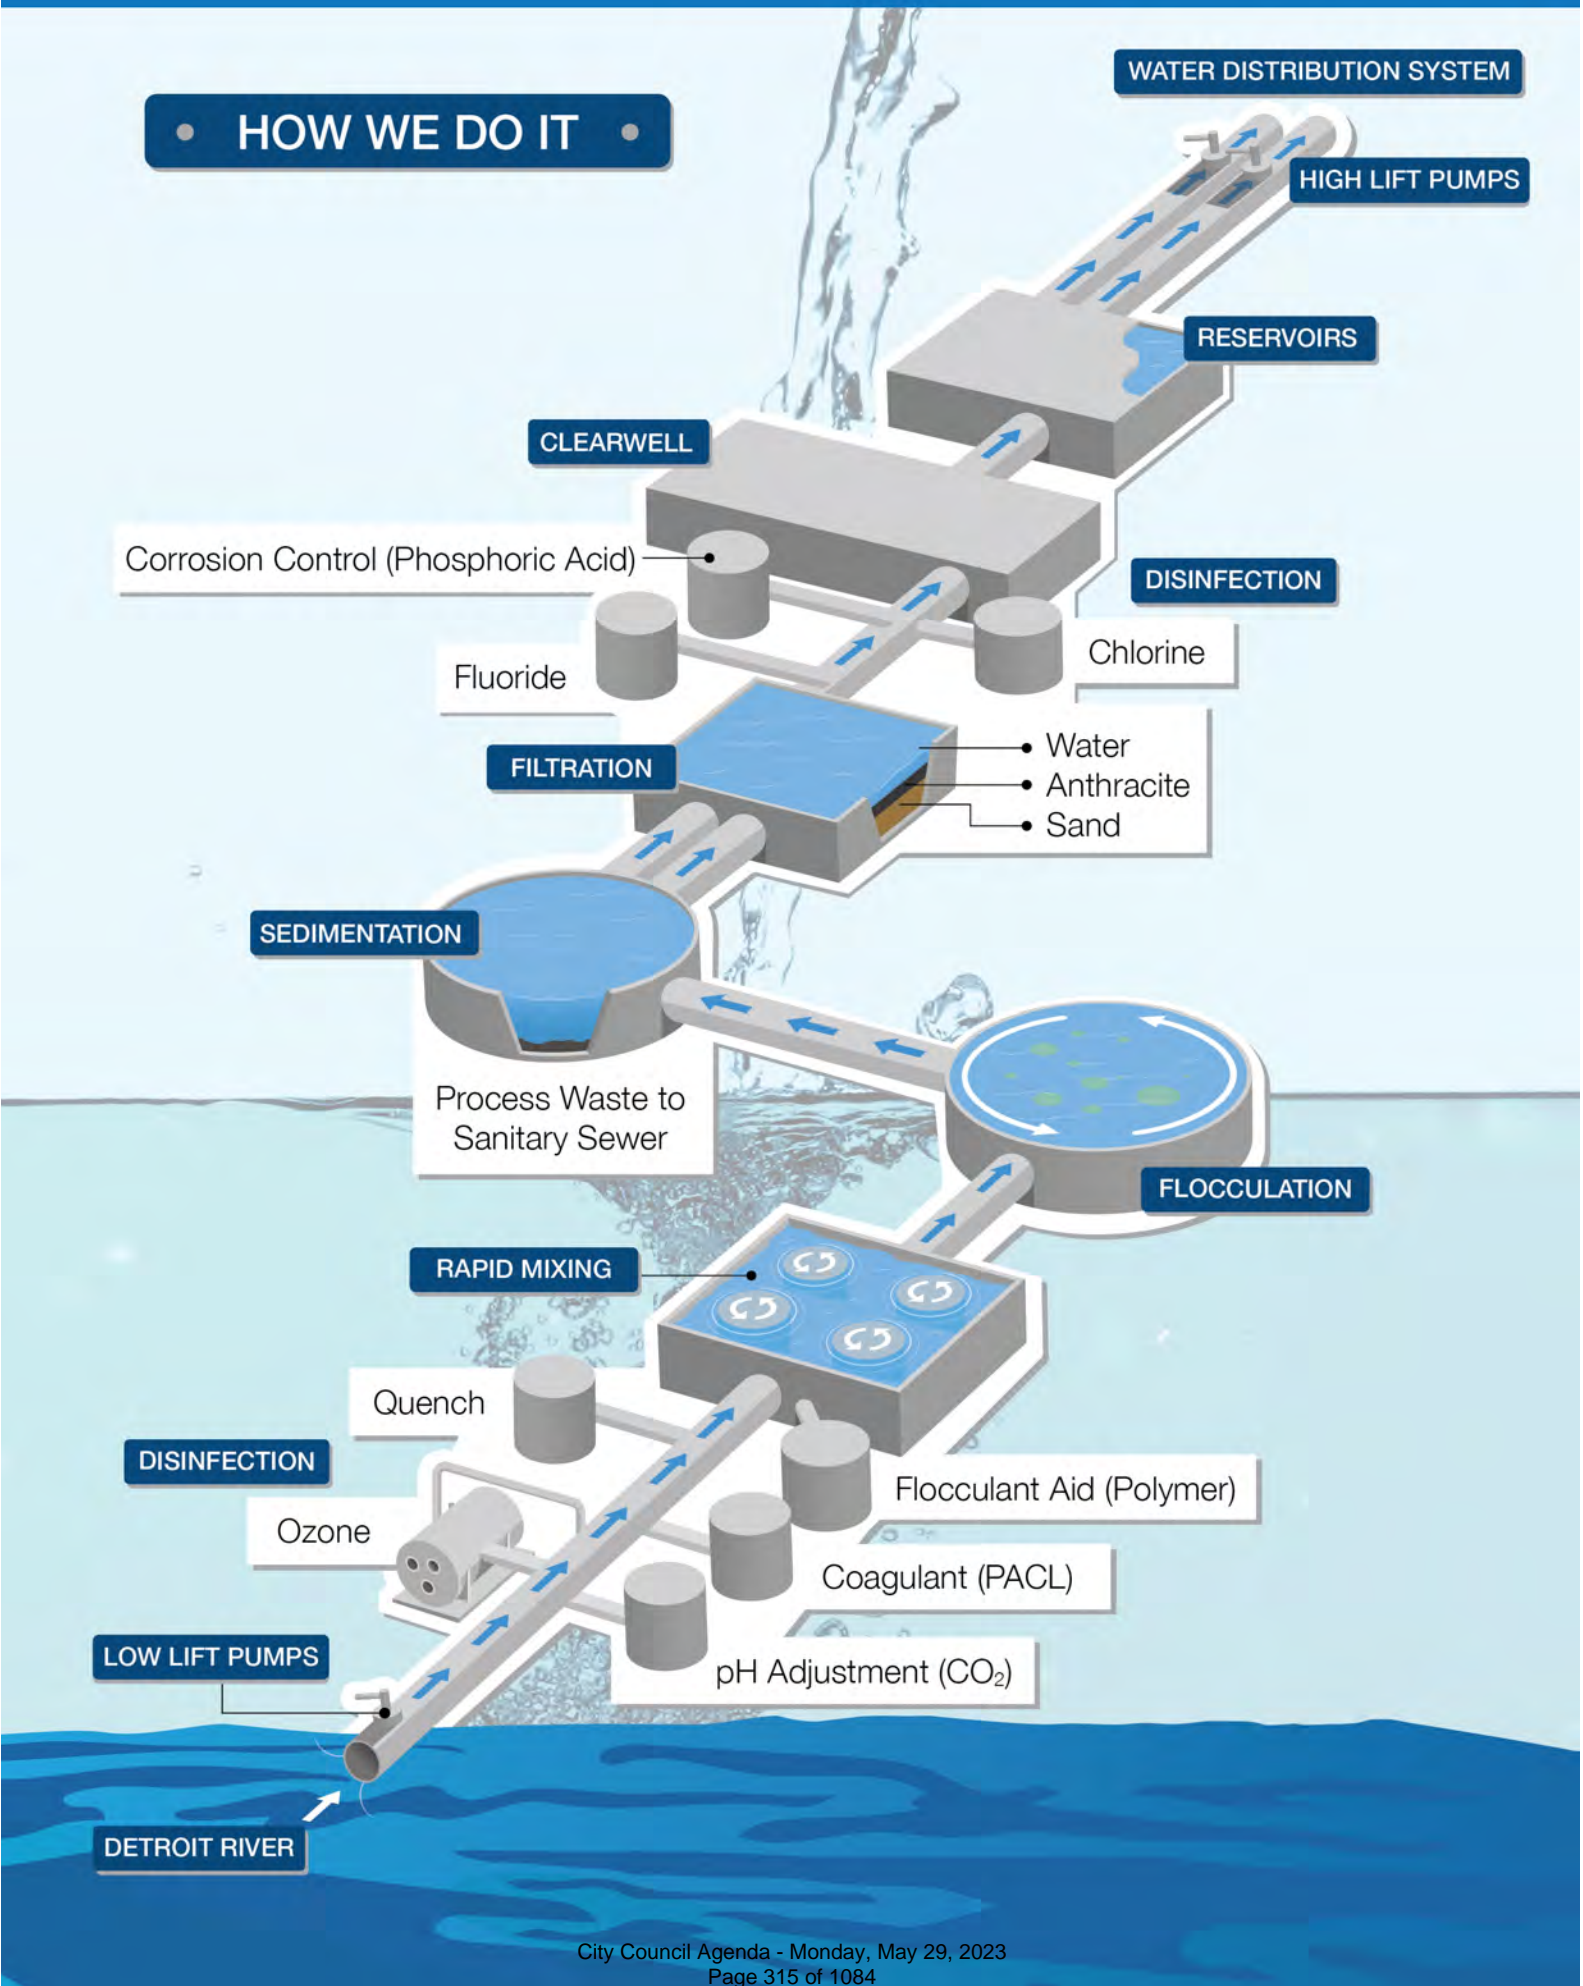 HOW WE DO IT
WATER DISTRIBUTION SYSTEM
HIGH LIFT PUMPS
RESERVOIRS
CLEARWELL
Corrosion Control (Phosphoric Acid)
DISINFECTION
Chlorine
Fluoride
FILTRATION
Water
Anthracite
Sand
SEDIMENTATION
Process Waste to
Sanitary Sewer
FLOCCULATION
RAPID MIXING
Quench
DISINFECTION
Flocculant Aid (Polymer)
Ozone
Coagulant (PACL)
LOW LIFT PUMPS
pH Adjustment (CO₂)
DETROIT RIVER
City Council Agenda - Monday, May 29, 2023
Page 315 of 1084